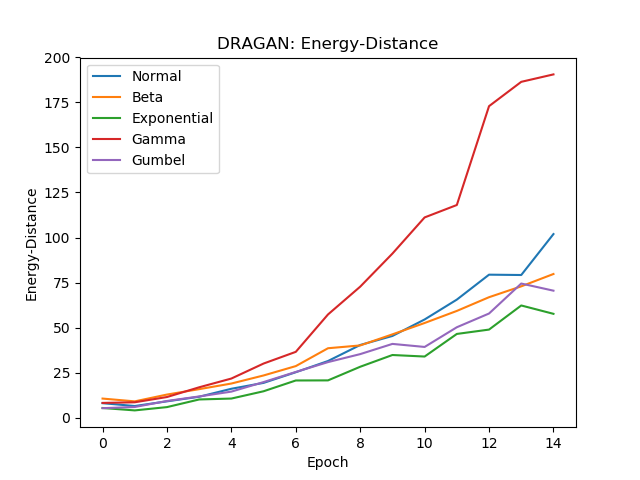 DRAGAN: Energy-Distance
Normal
Beta
Exponential
Gamma
Gumbel
Energy-Distance
200
175
150
125
100
75
50
25
0
0 2 4 6 8 10 12 14
Epoch